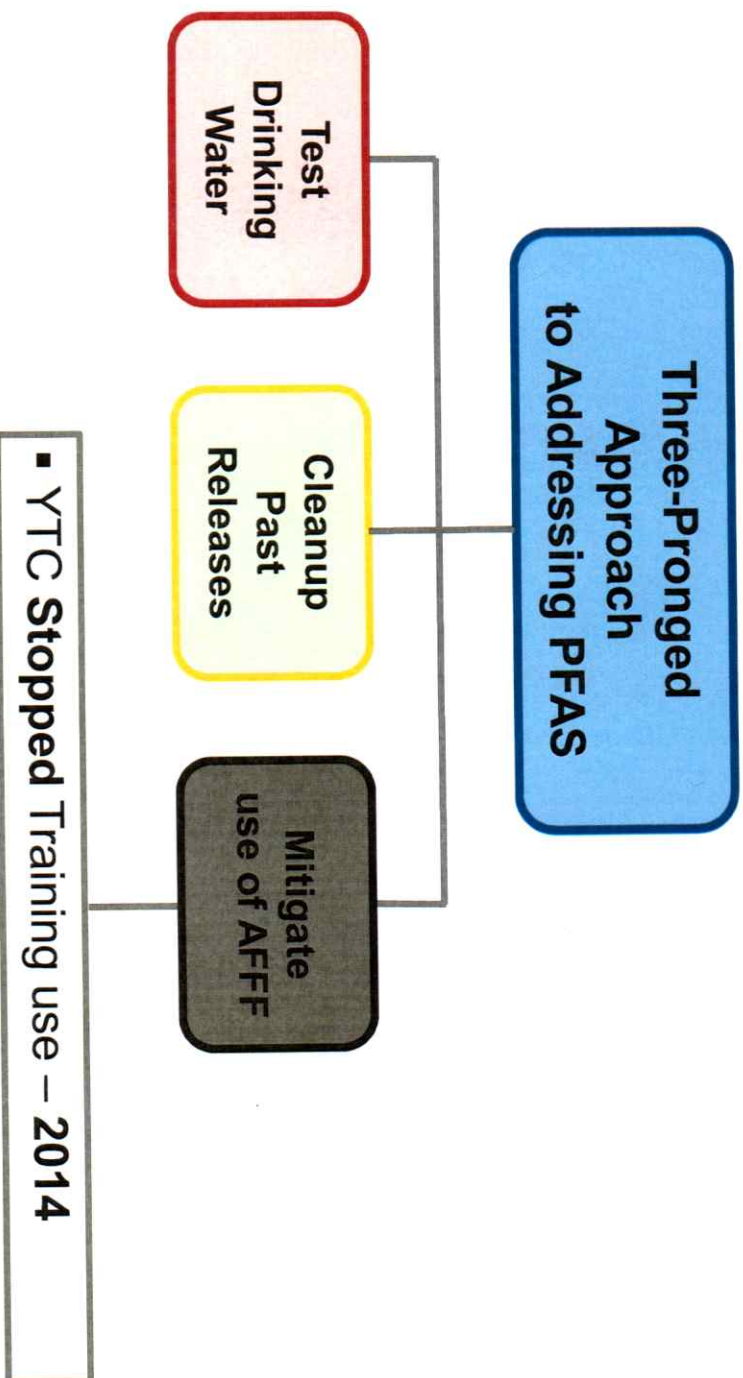 Three-Pronged
Approach
to Addressing PFAS
Test
Drinking
Water
Cleanup
Past
Releases
Mitigate
use of AFFF
▪ YTC Stopped Training use – 2014